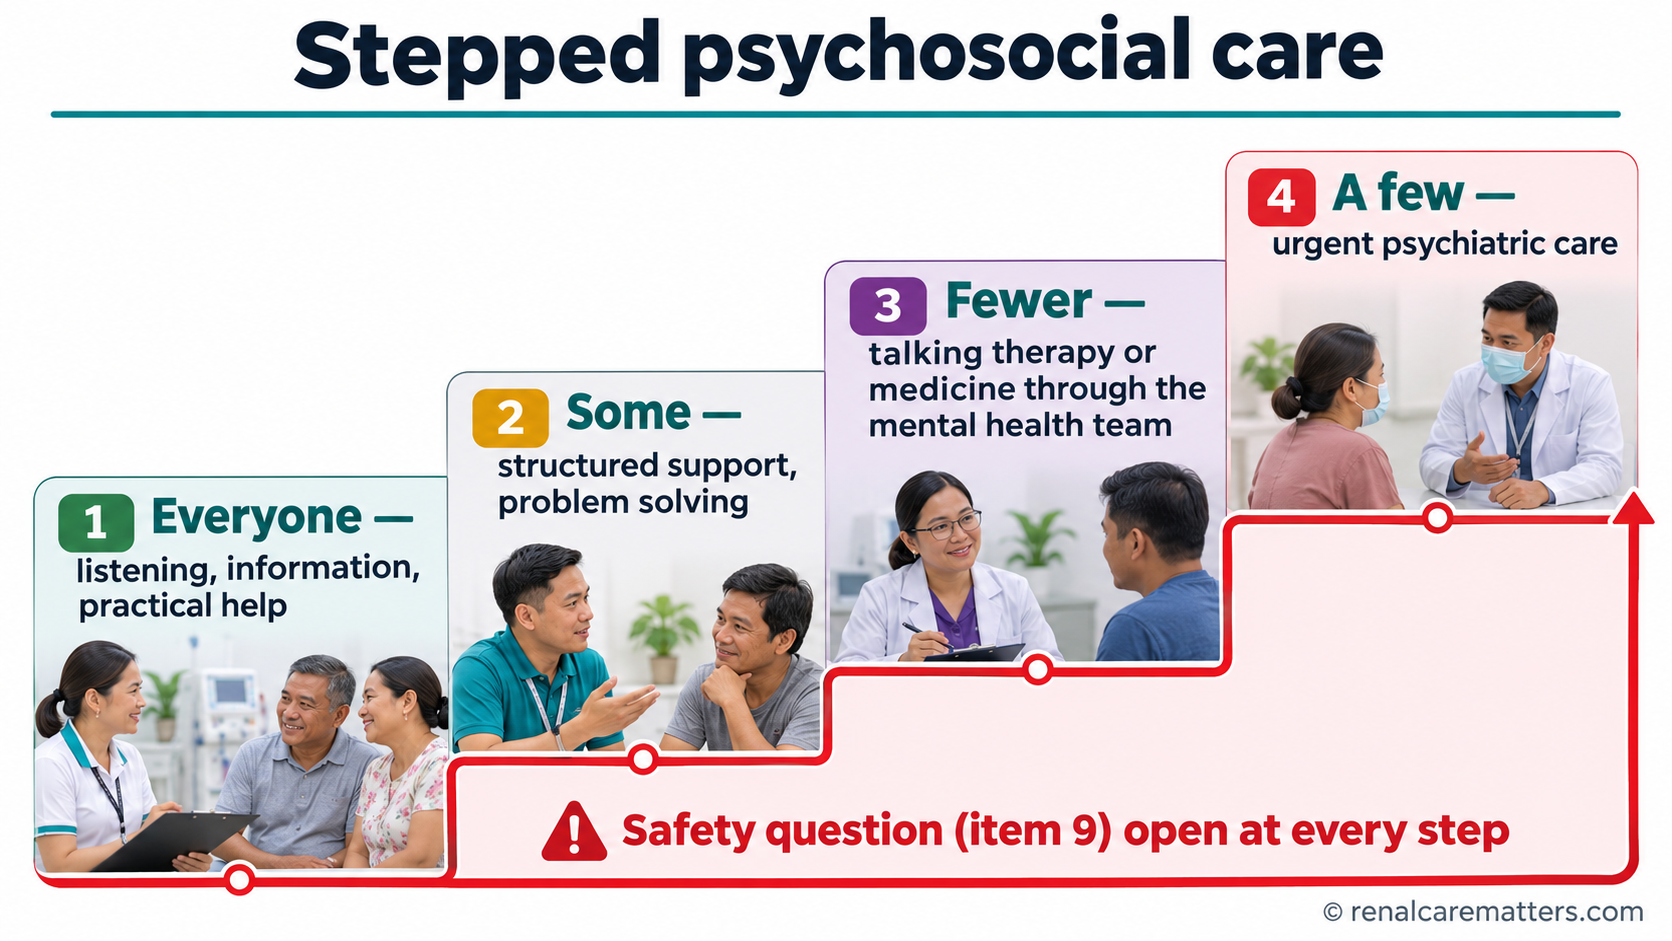 Stepped psychosocial care
1 Everyone —
listening, information,
practical help
2 Some —
structured support,
problem solving
3 Fewer —
talking therapy or
medicine through the
mental health team
4 A few —
urgent psychiatric care
! Safety question (item 9) open at every step
© renalcarematters.com